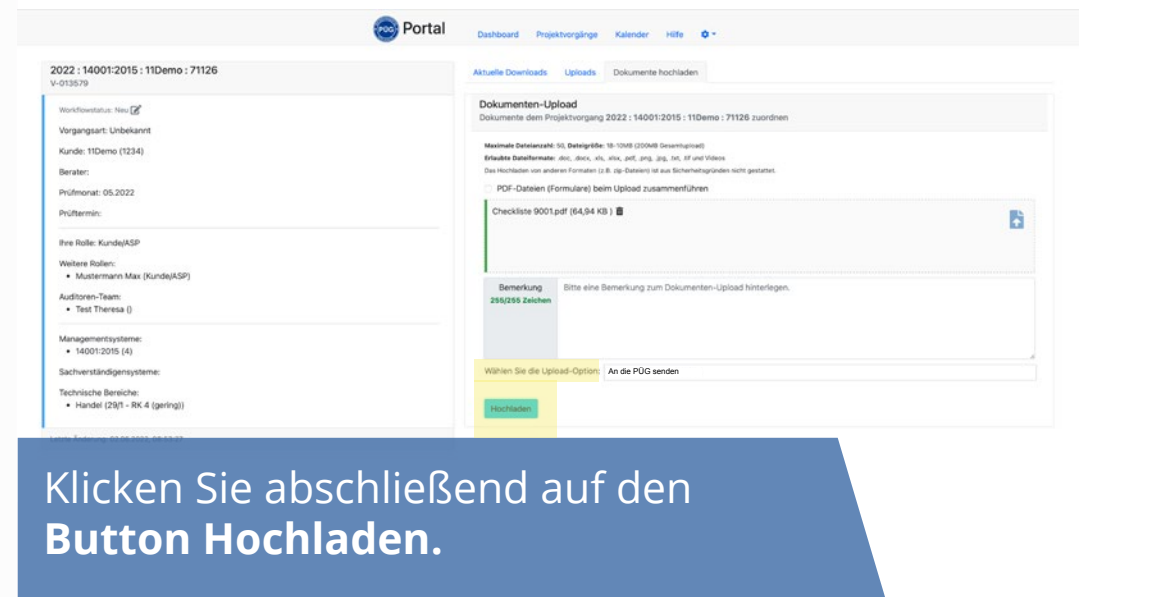 PÜG Portal
Dashboard Projektvorgänge Kalender Hilfe
2022 : 14001:2015 : 11Demo : 71126
V-013579
Workflowstatus: Neu
Vorgangsart: Unbekannt
Kunde: 11Demo (1234)
Berater:
Prüfmonat: 05.2022
Prüftermin:
Ihre Rolle: Kunde/ASP
Weitere Rollen:
• Mustermann Max (Kunde/ASP)
Auditoren-Team:
• Test Theresa ()
Managementsysteme:
• 14001:2015 (4)
Sachverständigensysteme:
Technische Bereiche:
• Handel (29/1 - RK 4 (gering))
Aktuelle Downloads Uploads Dokumente hochladen
Dokumenten-Upload
Dokumente dem Projektvorgang 2022 : 14001:2015 : 11Demo : 71126 zuordnen
Maximale Dateianzahl: 50, Dateigröße: 18-10MB (200MB Gesamtupload)
Erlaubte Dateiformate: .doc, .docx, .xls, .xlsx, .pdf, .png, .jpg, .txt, .tif und Videos
Das Hochladen von anderen Formaten (z.B. zip-Dateien) ist aus Sicherheitsgründen nicht gestattet.
PDF-Dateien (Formulare) beim Upload zusammenführen
Checkliste 9001.pdf (64,94 KB )
Bemerkung
255/255 Zeichen
Bitte eine Bemerkung zum Dokumenten-Upload hinterlegen.
Wählen Sie die Upload-Option: An die PÜG senden
Hochladen
Klicken Sie abschließend auf den
Button Hochladen.